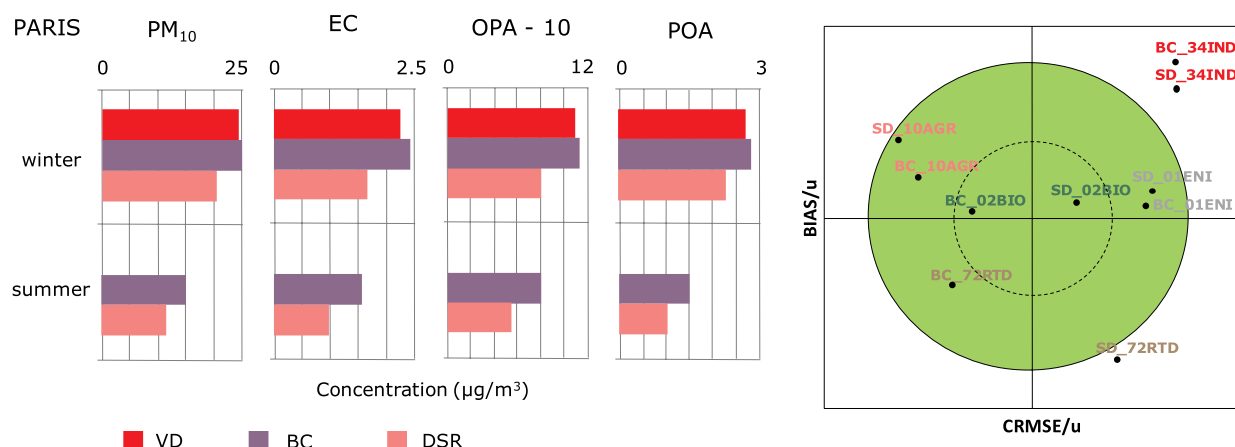 PARIS PM10 EC OPA - 10 POA
0 25 0 2.5 0 12 0 3
winter
summer
Concentration (µg/m³)
VD BC DSR
BC_34IND
SD_34IND
SD_10AGR
BC_10AGR
SD_01ENI
BC_02BIO SD_02BIO BC_01ENI
BC_72RTD
SD_72RTD
BIAS/u
CRMSE/u